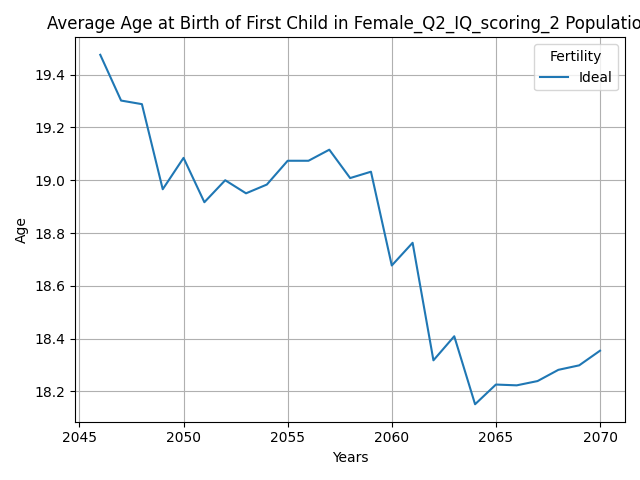 Average Age at Birth of First Child in Female_Q2_IQ_scoring_2 Populatio
Fertility
Ideal
19.4
19.2
19.0
18.8
18.6
18.4
18.2
Age
2045 2050 2055 2060 2065 2070
Years